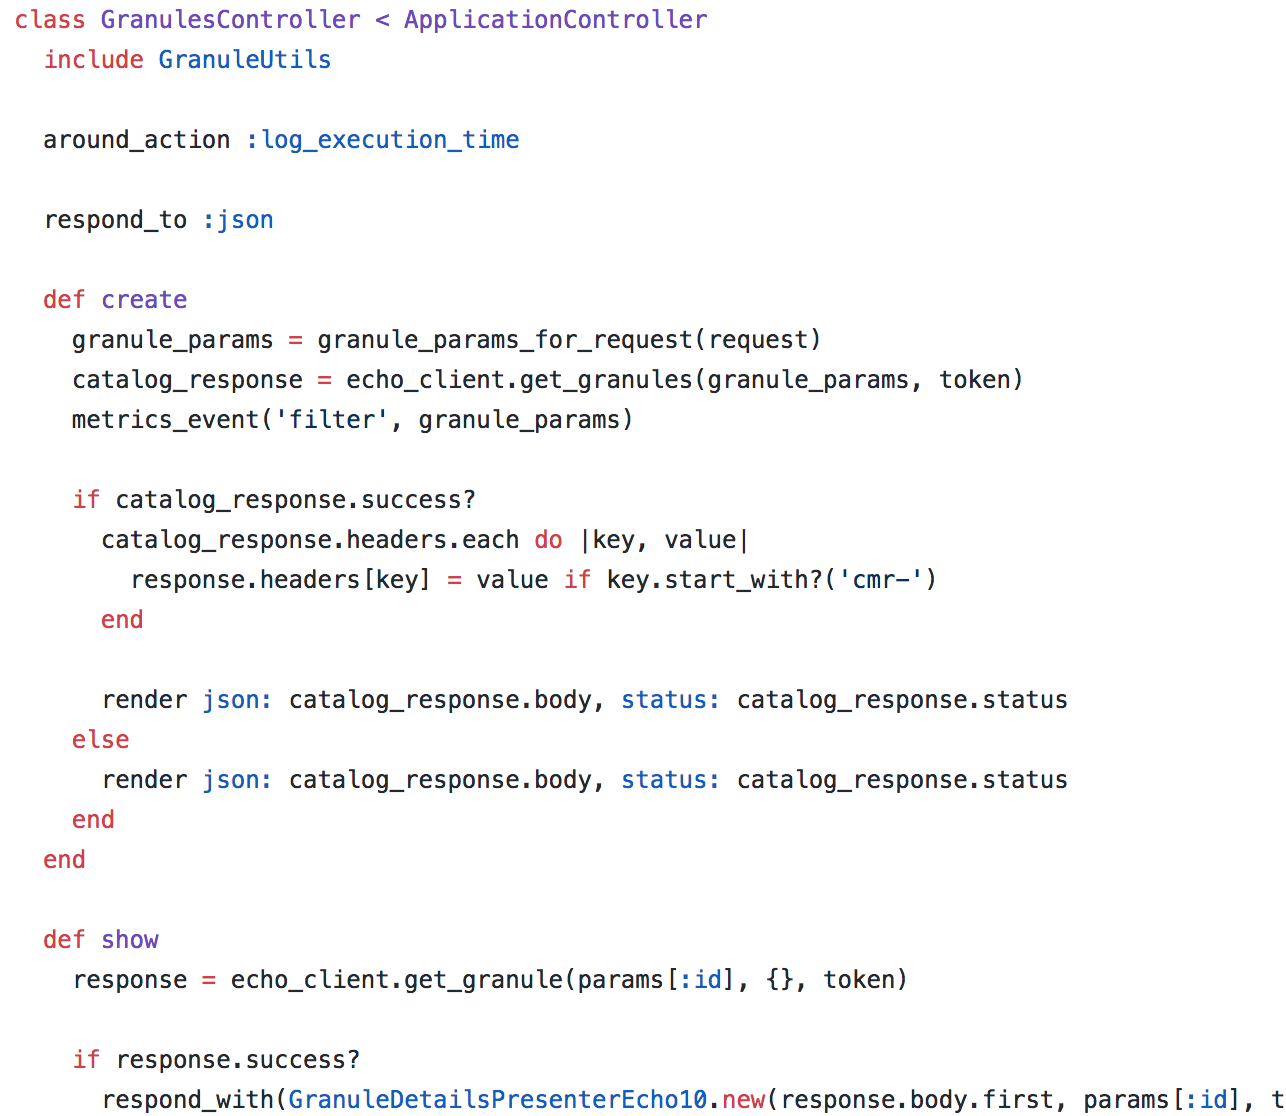 class GranulesController < ApplicationController
include GranuleUtils
around_action :log_execution_time
respond_to :json
def create
granule_params = granule_params_for_request(request)
catalog_response = echo_client.get_granules(granule_params, token)
metrics_event('filter', granule_params)
if catalog_response.success?
catalog_response.headers.each do |key, value|
response.headers[key] = value if key.start_with?('cmr-')
end
render json: catalog_response.body, status: catalog_response.status
else
render json: catalog_response.body, status: catalog_response.status
end
end
def show
response = echo_client.get_granule(params[:id], {}, token)
if response.success?
respond_with(GranuleDetailsPresenterEcho10.new(response.body.first, params[:id], t